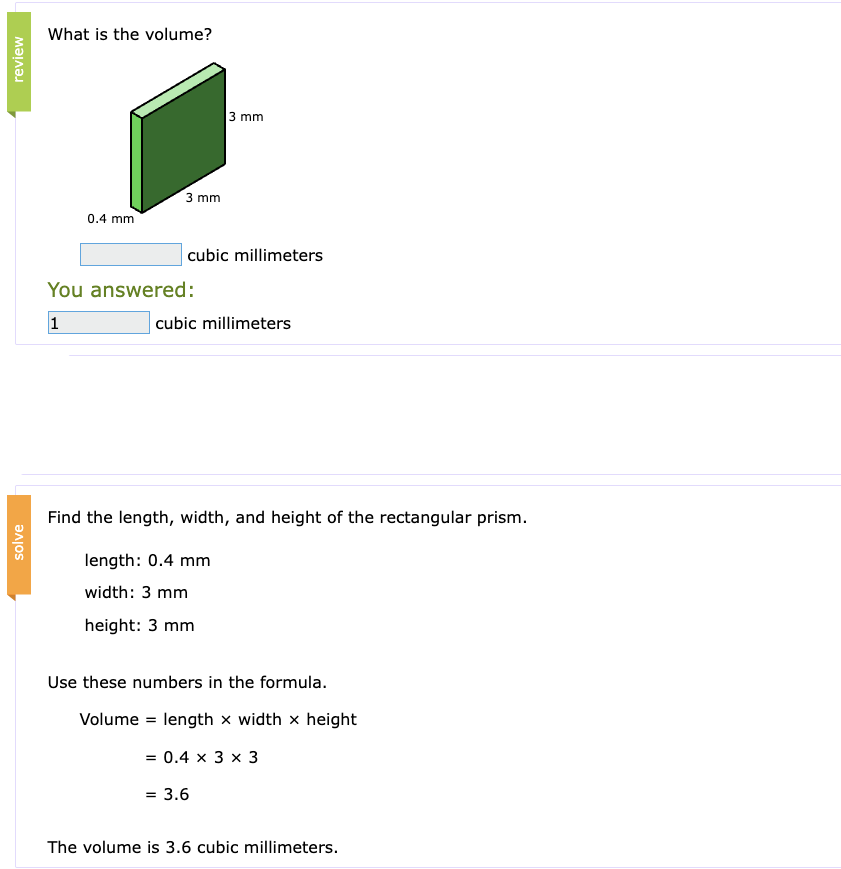 review
What is the volume?
3 mm
3 mm
0.4 mm
cubic millimeters
You answered:
1 cubic millimeters
solve
Find the length, width, and height of the rectangular prism.
length: 0.4 mm
width: 3 mm
height: 3 mm
Use these numbers in the formula.
Volume = length × width × height
= 0.4 × 3 × 3
= 3.6
The volume is 3.6 cubic millimeters.